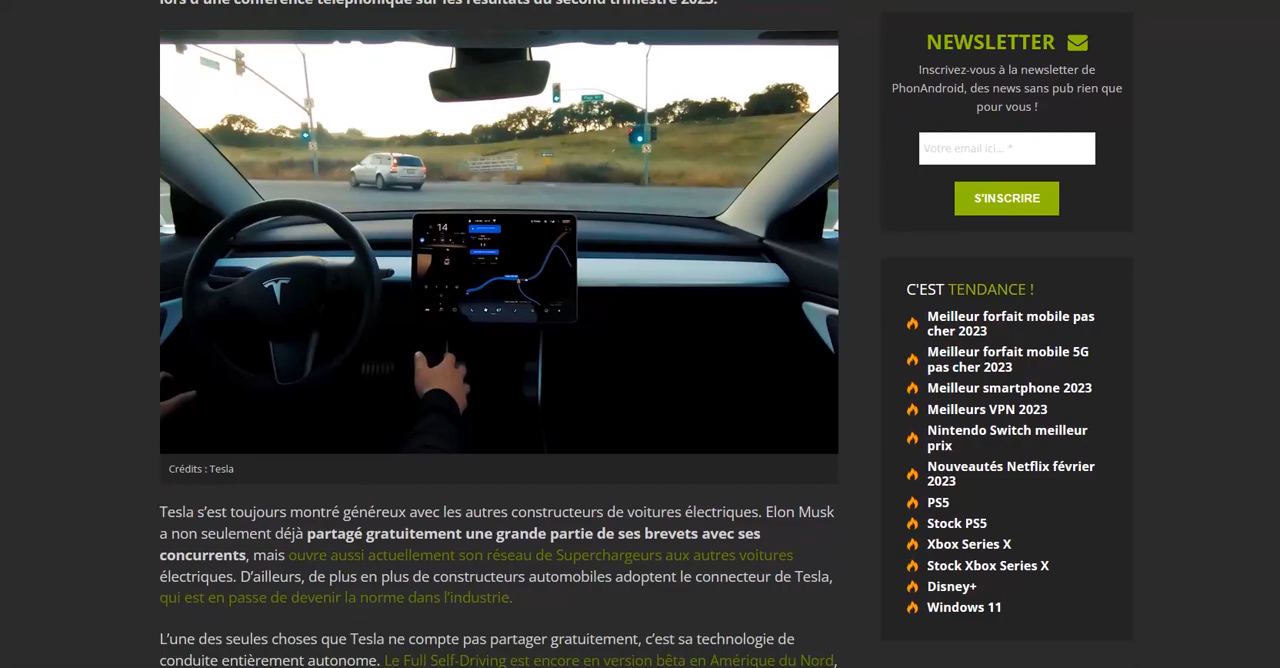 lors d'une conférence téléphonique sur les résultats du second trimestre 2023.
14
Crédits : Tesla
Tesla s'est toujours montré généreux avec les autres constructeurs de voitures électriques. Elon Musk
a non seulement déjà partagé gratuitement une grande partie de ses brevets avec ses
concurrents, mais ouvre aussi actuellement son réseau de Superchargeurs aux autres voitures
électriques. D'ailleurs, de plus en plus de constructeurs automobiles adoptent le connecteur de Tesla,
qui est en passe de devenir la norme dans l'industrie.
L'une des seules choses que Tesla ne compte pas partager gratuitement, c'est sa technologie de
conduite entièrement autonome. Le Full Self-Driving est encore en version bêta en Amérique du Nord,
NEWSLETTER
Inscrivez-vous à la newsletter de
PhonAndroid, des news sans pub rien que
pour vous !
Votre email ici... *
S'INSCRIRE
C'EST TENDANCE !
Meilleur forfait mobile pas
cher 2023
Meilleur forfait mobile 5G
pas cher 2023
Meilleur smartphone 2023
Meilleurs VPN 2023
Nintendo Switch meilleur
prix
Nouveautés Netflix février
2023
PS5
Stock PS5
Xbox Series X
Stock Xbox Series X
Disney+
Windows 11